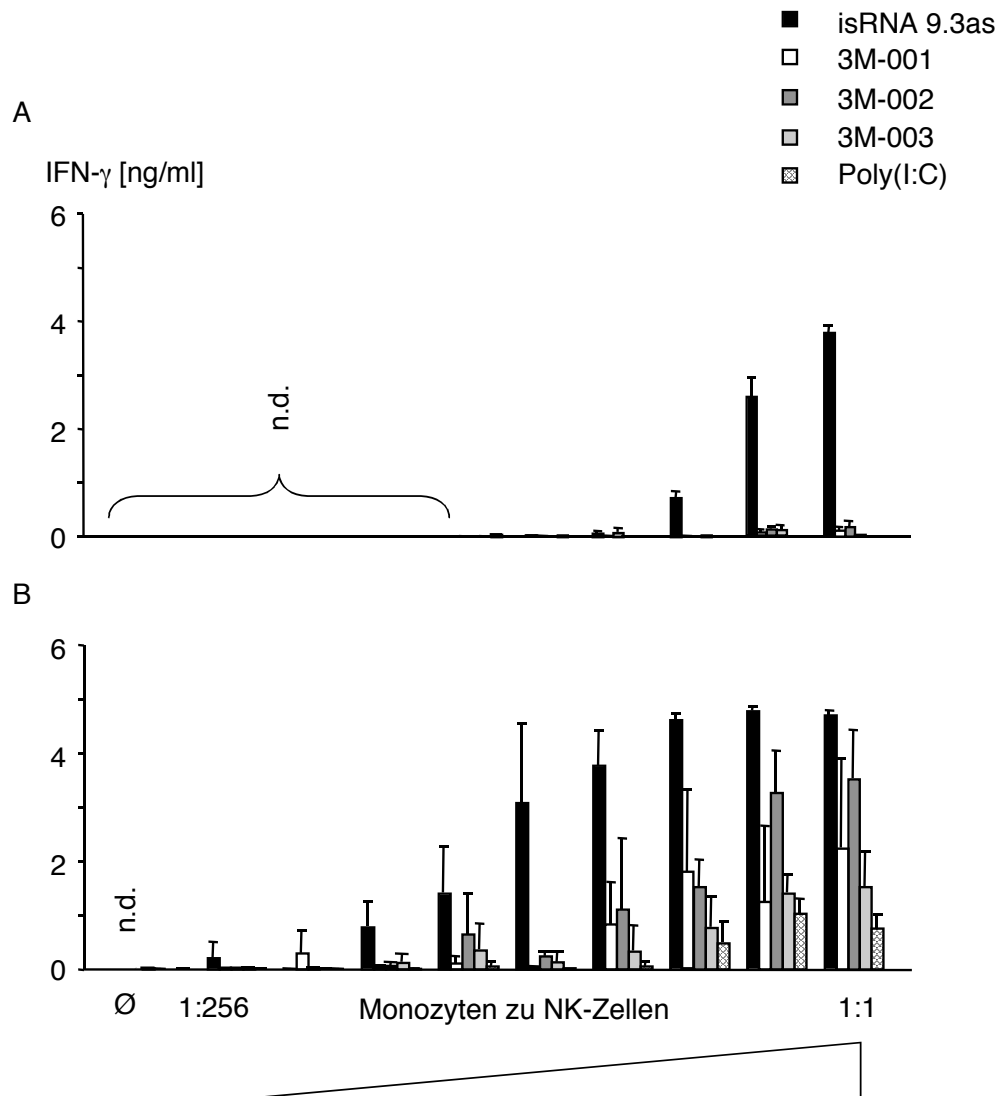 isRNA 9.3as
3M-001
3M-002
3M-003
Poly(I:C)
A
IFN-γ [ng/ml]
6
4
2
0
n.d.
B
6
4
2
0
n.d.
Ø 1:256 Monozyten zu NK-Zellen 1:1